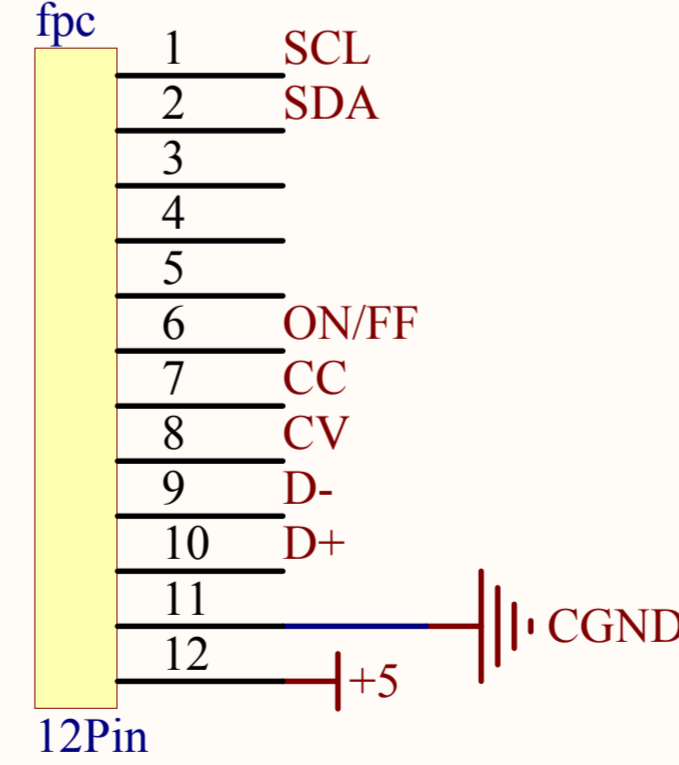 fpc
1 SCL
2 SDA
3
4
5
6 ON/FF
7 CC
8 CV
9 D-
10 D+
11 CGND
12 +5
12Pin